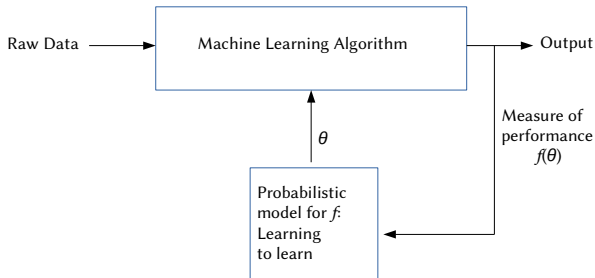 Raw Data
Machine Learning Algorithm
Output
Measure of
performance
f(θ)
θ
Probabilistic
model for f:
Learning
to learn